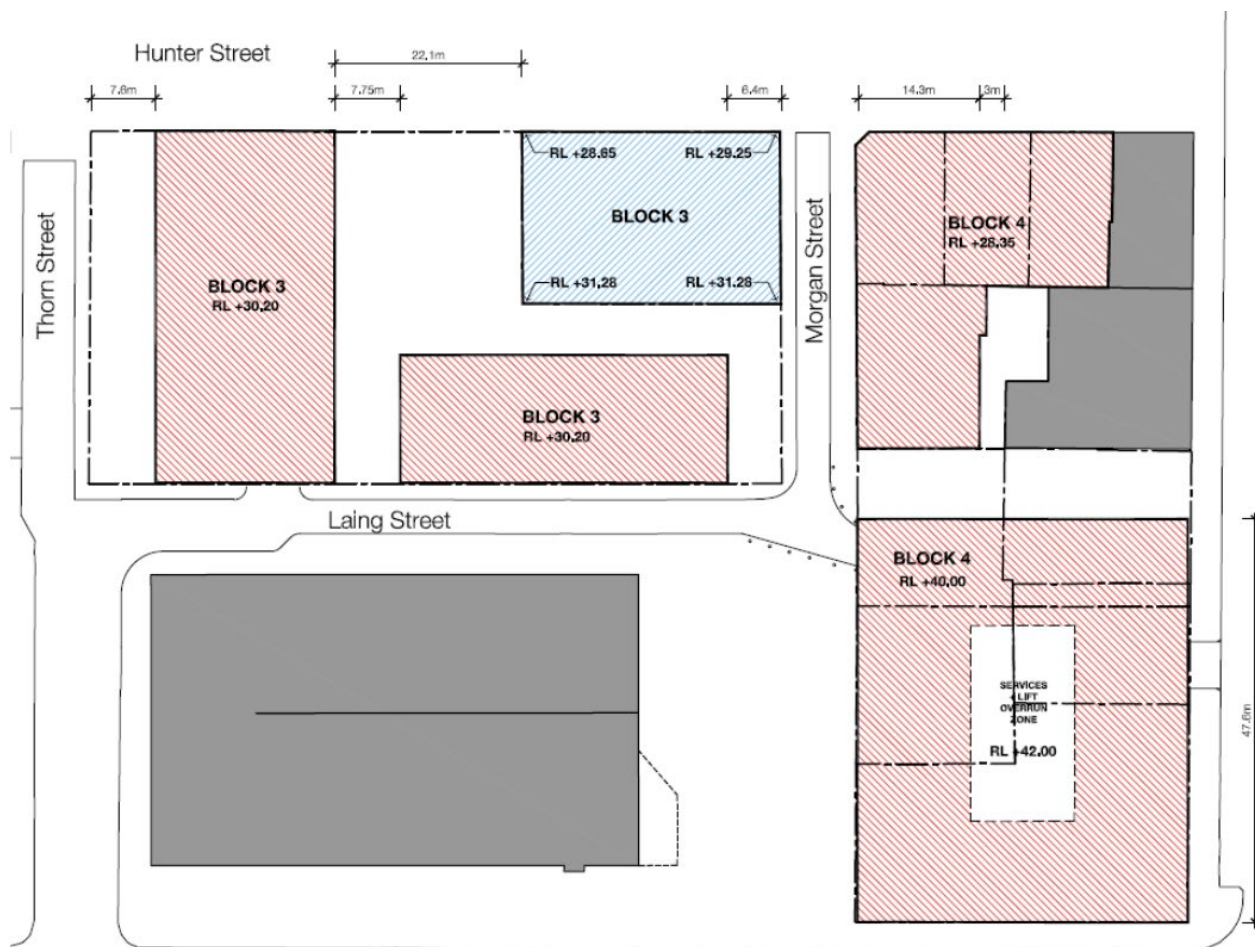 Hunter Street
22.1m
7.6m
7.75m
6.4m
14.3m
3m
RL +28.65
RL +29.25
BLOCK 3
RL +31.28
RL +31.28
Thorn Street
BLOCK 3
RL +30.20
Morgan Street
BLOCK 4
RL +28.35
BLOCK 3
RL +30.20
Laing Street
BLOCK 4
RL +40.00
SERVICES
LIFT
OVERRUN
ZONE
RL +42.00
47.6m